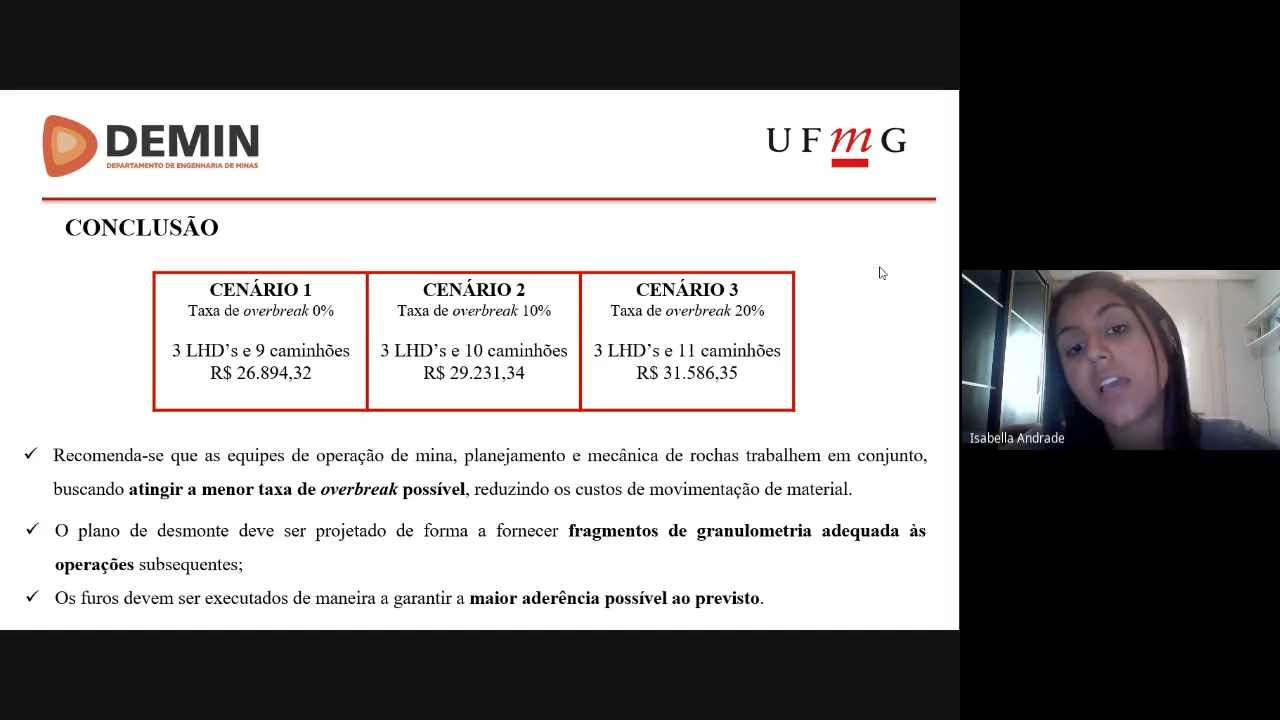 DEMIN
DEPARTAMENTO DE ENGENHARIA DE MINAS
UFmG
CONCLUSÃO
CENÁRIO 1
Taxa de overbreak 0%
3 LHD’s e 9 caminhões
R$ 26.894,32
CENÁRIO 2
Taxa de overbreak 10%
3 LHD’s e 10 caminhões
R$ 29.231,34
CENÁRIO 3
Taxa de overbreak 20%
3 LHD’s e 11 caminhões
R$ 31.586,35
✓ Recomenda-se que as equipes de operação de mina, planejamento e mecânica de rochas trabalhem em conjunto,
buscando atingir a menor taxa de overbreak possível, reduzindo os custos de movimentação de material.
✓ O plano de desmonte deve ser projetado de forma a fornecer fragmentos de granulometria adequada às
operações subsequentes;
✓ Os furos devem ser executados de maneira a garantir a maior aderência possível ao previsto.
Isabella Andrade